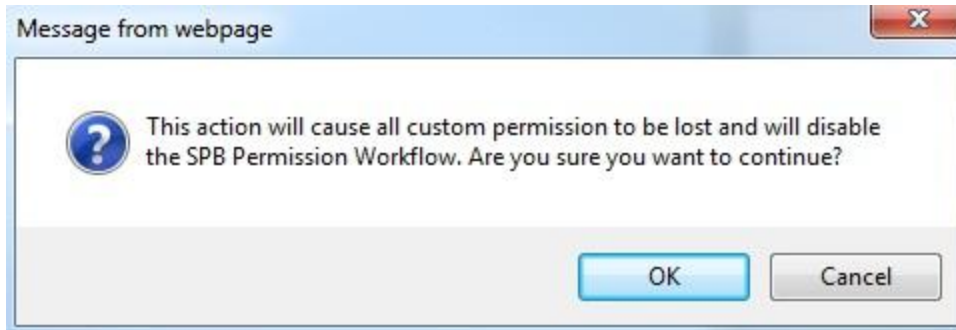 Message from webpage
This action will cause all custom permission to be lost and will disable
the SPB Permission Workflow. Are you sure you want to continue?
OK
Cancel